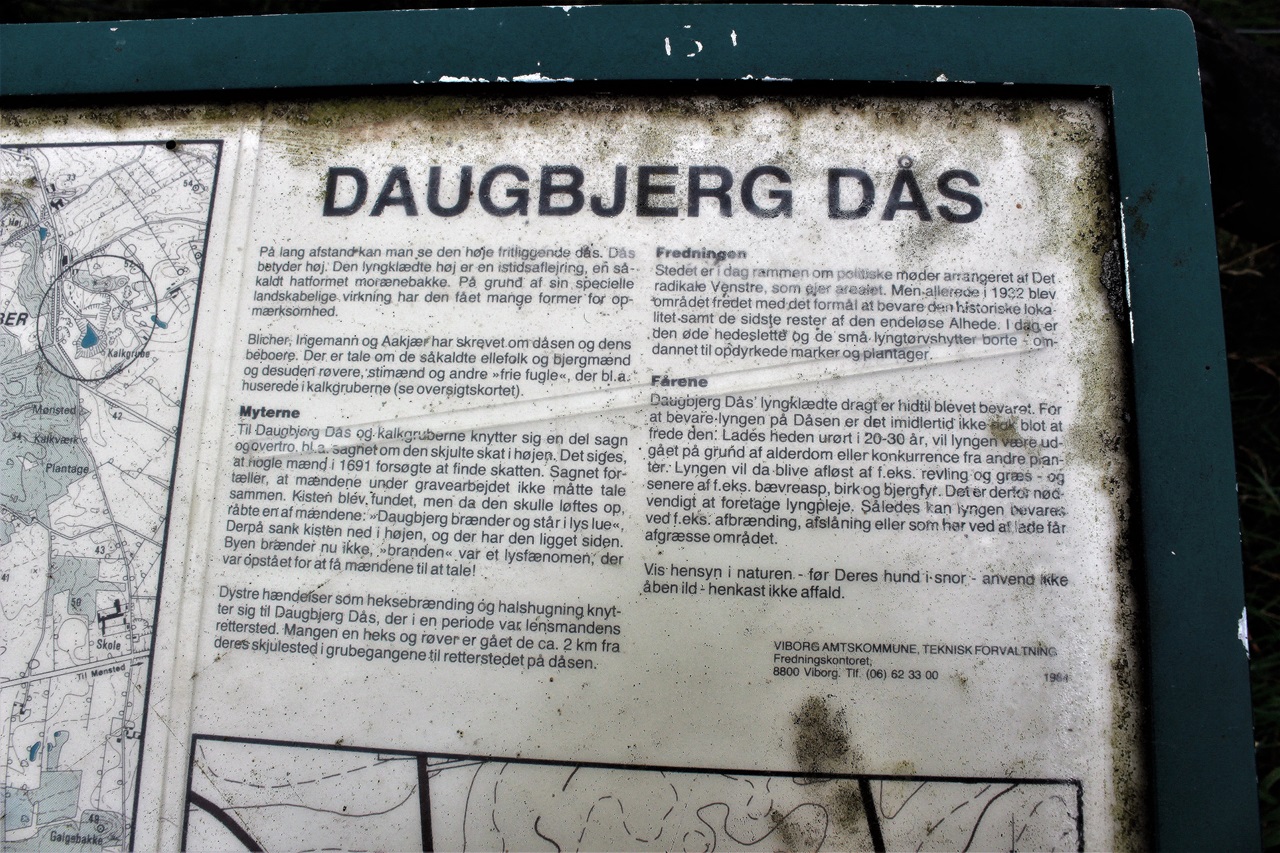 DAUGBJERG DÅS
På lang afstand kan man se den høje fritliggende dås. Dås
betyder høj. Den lyngklædte høj er en istidsaflejring, en så-
kaldt hatformet morænebakke. På grund af sin specielle
landskabelige virkning har den fået mange former for op-
mærksomhed.
Blicher, Ingemann og Aakjær har skrevet om dåsen og dens
beboere. Der er tale om de såkaldte ellefolk og bjergmænd
og desuden røvere, stimænd og andre »frie fugle«, der bl.a.
huserede i kalkgruberne (se oversigtskortet).
Myterne
Til Daugbjerg Dås og kalkgruberne knytter sig en del sagn
og overtro, bl.a. sagnet om den skjulte skat i højen. Det siges,
at nogle mænd i 1691 forsøgte at finde skatten. Sagnet for-
tæller, at mændene under gravearbejdet ikke måtte tale
sammen. Kisten blev fundet, men da den skulle løftes op,
råbte en af mændene: »Daugbjerg brænder og står i lys lue«.
Derpå sank kisten ned i højen, og der har den ligget siden.
Byen brænder nu ikke, »branden« var et lysfænomen, der
var opstået for at få mændene til at tale!
Dystre hændelser som heksebrænding og halshugning knyt-
ter sig til Daugbjerg Dås, der i en periode var lensmandens
rettersted. Mangen en heks og røver er gået de ca. 2 km fra
deres skjulested i grubegangene til retterstedet på dåsen.
Fredningen
Stedet er i dag rammen om politiske møder arrangeret af Det
radikale Venstre, som ejer arealet. Men allerede i 1932 blev
området fredet med det formål at bevare den historiske loka-
litet samt de sidste rester af den endeløse Alhede. I dag er
den øde hedeslette og de små lyngtørvshytter borte - om-
dannet til opdyrkede marker og plantager.
Fårene
Daugbjerg Dås' lyngklædte dragt er hidtil blevet bevaret. For
at bevare lyngen på Dåsen er det imidlertid ikke nok blot at
frede den. Lades heden urørt i 20-30 år, vil lyngen være ud-
gået på grund af alderdom eller konkurrence fra andre plan-
ter. Lyngen vil da blive afløst af f.eks. revling og græs - og
senere af f.eks. bævreasp, birk og bjergfyr. Det er derfor nød-
vendigt at foretage lyngpleje. Således kan lyngen bevares
ved f.eks. afbrænding, afslåning eller som her ved at lade får
afgræsse området.
Vis hensyn i naturen - før Deres hund i snor - anvend ikke
åben ild - henkast ikke affald.
VIBORG AMTSKOMMUNE, TEKNISK FORVALTNING
Fredningskontoret,
8800 Viborg. Tlf. (06) 62 33 00
1984
33
54
Høj
BER
Kalkgrube
Mønsted
42
54
Kalkværk
Plantage
43
41
50
Skole
Til Mønsted
48
Galgebakke